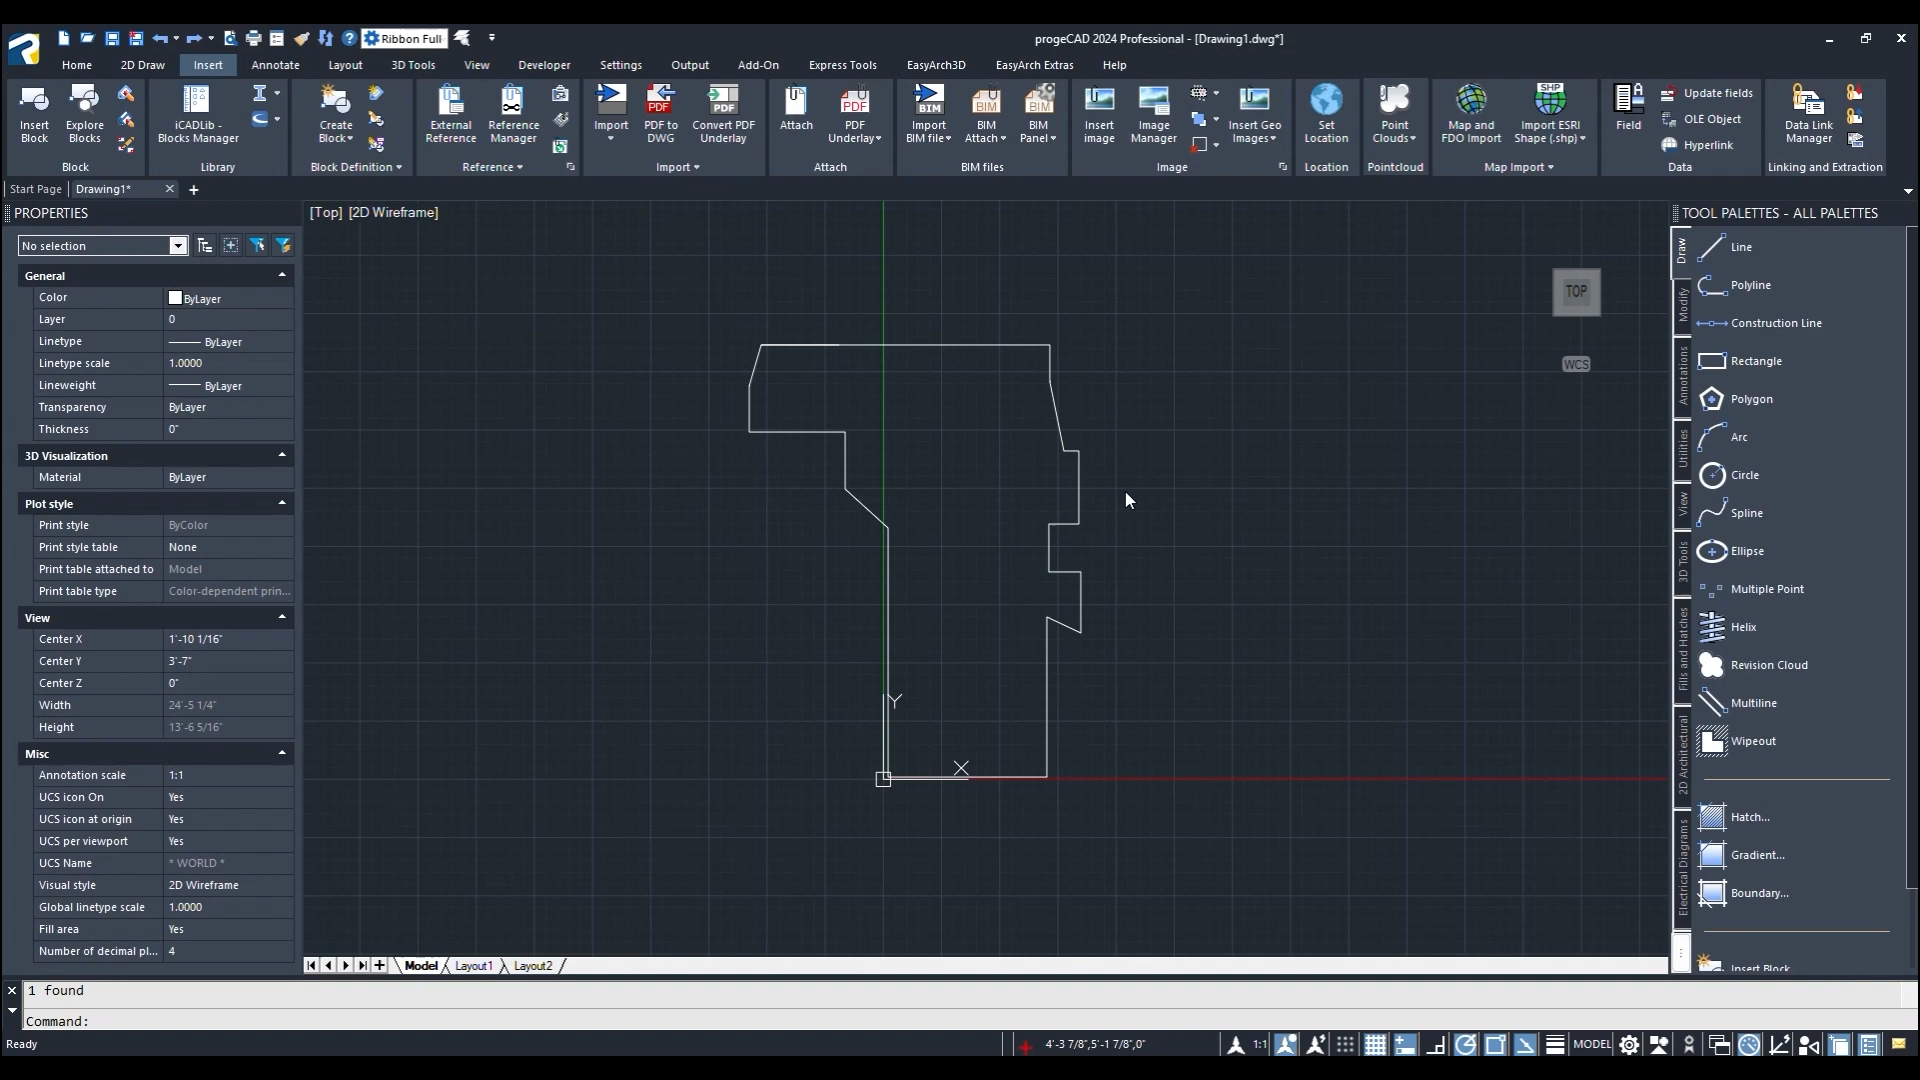 Ribbon Full
progeCAD 2024 Professional - [Drawing1.dwg*]
Home 2D Draw Insert Annotate Layout 3D Tools View Developer Settings Output Add-On Express Tools EasyArch3D EasyArch Extras Help
Insert Block
Explore Blocks
Block
iCADLib - Blocks Manager
Library
Create Block
Block Definition
External Reference
Reference Manager
Reference
Import
PDF to DWG
Convert PDF Underlay
Import
Attach
PDF Underlay
Attach
Import BIM file
BIM Attach
BIM Panel
BIM files
Insert image
Image Manager
Insert Geo Images
Image
Set Location
Location
Point Clouds
Pointcloud
Map and FDO Import
Import ESRI Shape (.shp)
Map Import
Field
Update fields
OLE Object
Hyperlink
Data
Data Link Manager
Linking and Extraction
Start Page Drawing1*
PROPERTIES
No selection
General
Color ByLayer
Layer 0
Linetype ByLayer
Linetype scale 1.0000
Lineweight ByLayer
Transparency ByLayer
Thickness 0"
3D Visualization
Material ByLayer
Plot style
Print style ByColor
Print style table None
Print table attached to Model
Print table type Color-dependent prin...
View
Center X 1'-10 1/16"
Center Y 3'-7"
Center Z 0"
Width 24'-5 1/4"
Height 13'-6 5/16"
Misc
Annotation scale 1:1
UCS icon On Yes
UCS icon at origin Yes
UCS per viewport Yes
UCS Name * WORLD *
Visual style 2D Wireframe
Global linetype scale 1.0000
Fill area Yes
Number of decimal pl... 4
[Top] [2D Wireframe]
TOP
WCS
Y
X
Model Layout1 Layout2
TOOL PALETTES - ALL PALETTES
Draw
Modify
Annotations
Utilities
View
3D Tools
Fills and Hatches
2D Architectural
Electrical Diagrams
Line
Polyline
Construction Line
Rectangle
Polygon
Arc
Circle
Spline
Ellipse
Multiple Point
Helix
Revision Cloud
Multiline
Wipeout
Hatch...
Gradient...
Boundary...
Insert Block
1 found
Command:
Ready 4'-3 7/8",5'-1 7/8",0" 1:1 MODEL